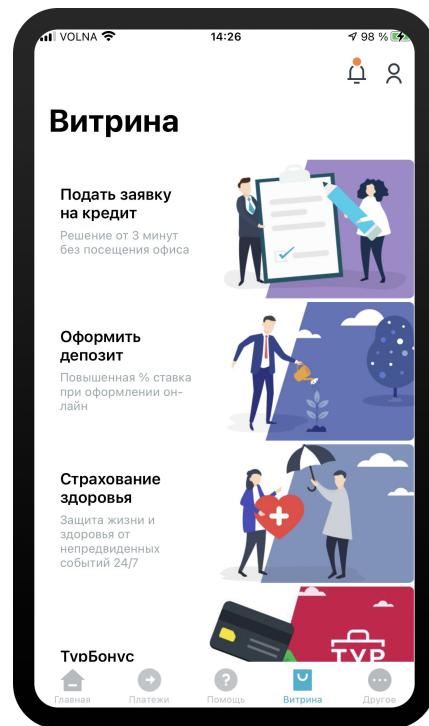 VOLNA 14:26 98 %
Витрина
Подать заявку
на кредит
Решение от 3 минут
без посещения офиса
Оформить
депозит
Повышенная % ставка
при оформлении он-
лайн
Страхование
здоровья
Защита жизни и
здоровья от
непредвиденных
событий 24/7
ТурБонус
ТУР
Главная Платежи Помощь Витрина Другое